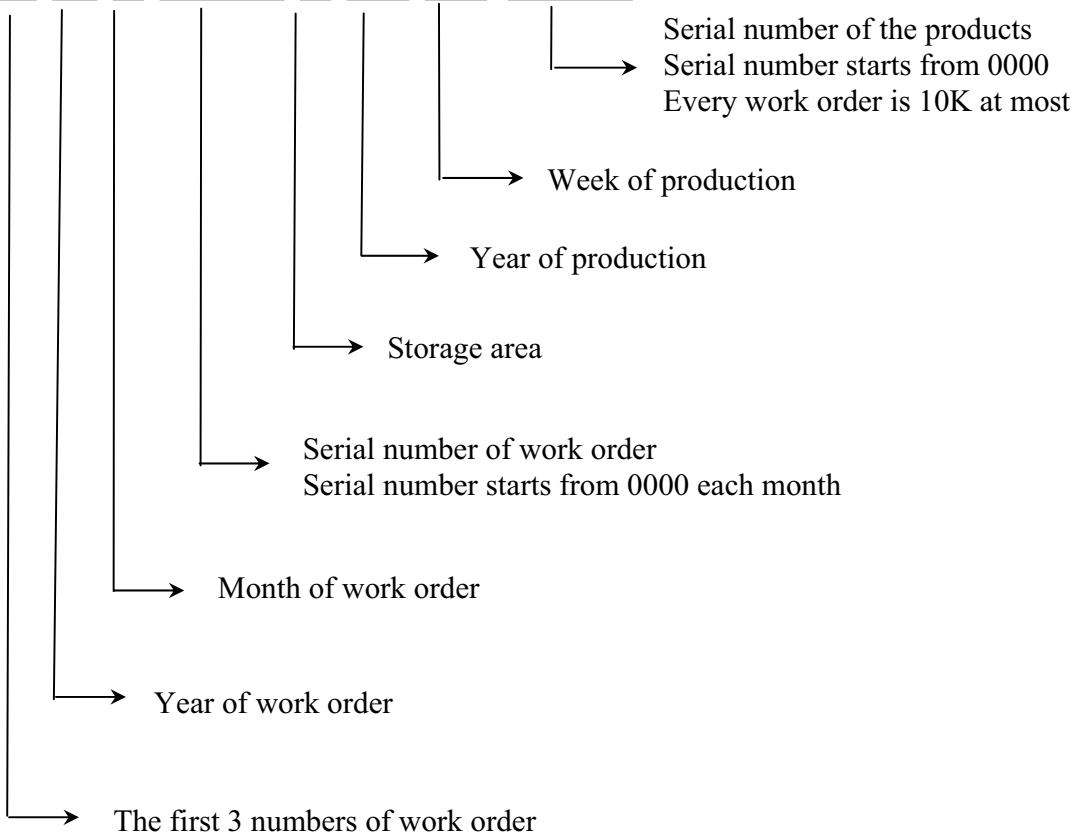 Serial number of the products
Serial number starts from 0000
Every work order is 10K at most
Week of production
Year of production
Storage area
Serial number of work order
Serial number starts from 0000 each month
Month of work order
Year of work order
The first 3 numbers of work order